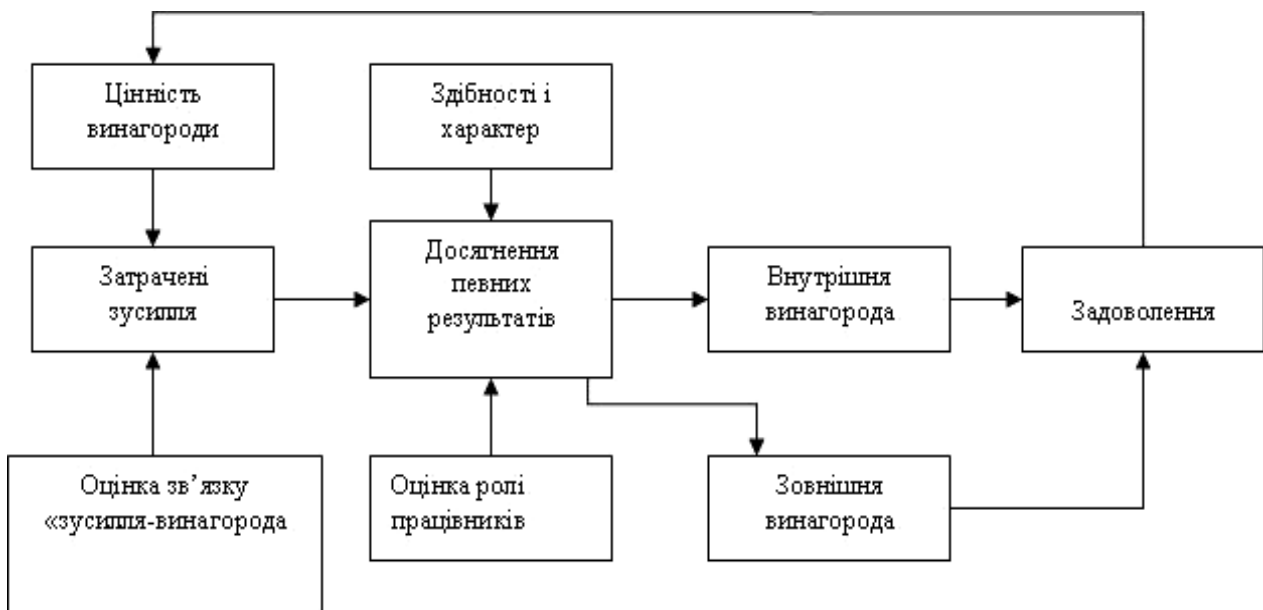 Цінність
винагороди
Здібності і
характер
Затрачені
зусилля
Досягнення
певних
результатів
Внутрішня
винагорода
Задоволення
Оцінка зв’язку
«зусилля-винагорода
Оцінка ролі
працівників
Зовнішня
винагорода